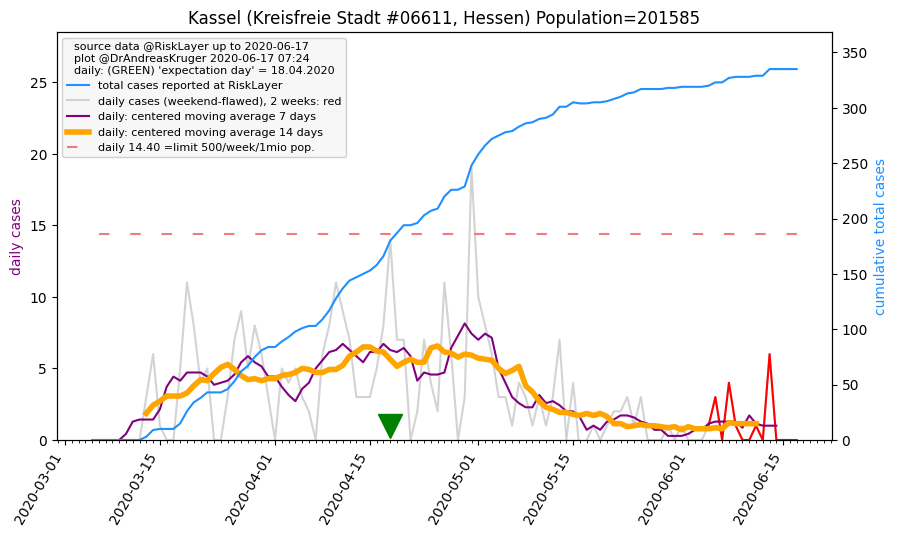 Kassel (Kreisfreie Stadt #06611, Hessen) Population=201585
source data @RiskLayer up to 2020-06-17
plot @DrAndreasKruger 2020-06-17 07:24
daily: (GREEN) 'expectation day' = 18.04.2020
total cases reported at RiskLayer
daily cases (weekend-flawed), 2 weeks: red
daily: centered moving average 7 days
daily: centered moving average 14 days
daily 14.40 =limit 500/week/1mio pop.
daily cases
0
5
10
15
20
25
cumulative total cases
0
50
100
150
200
250
300
350
2020-03-01
2020-03-15
2020-04-01
2020-04-15
2020-05-01
2020-05-15
2020-06-01
2020-06-15